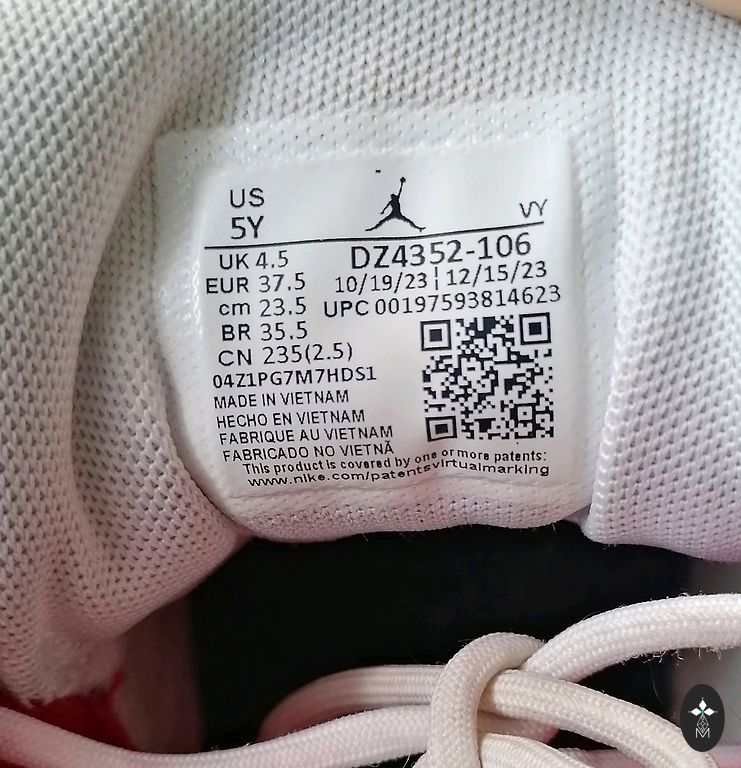 US
5Y
VY
UK 4.5
DZ4352-106
EUR 37.5
10/19/23 | 12/15/23
cm 23.5
UPC 00197593814623
BR 35.5
CN 235(2.5)
04Z1PG7M7HDS1
MADE IN VIETNAM
HECHO EN VIETNAM
FABRIQUE AU VIETNAM
FABRICADO NO VIETNÃ
This product is covered by one or more patents:
www.nike.com/patentsvirtualmarking
M